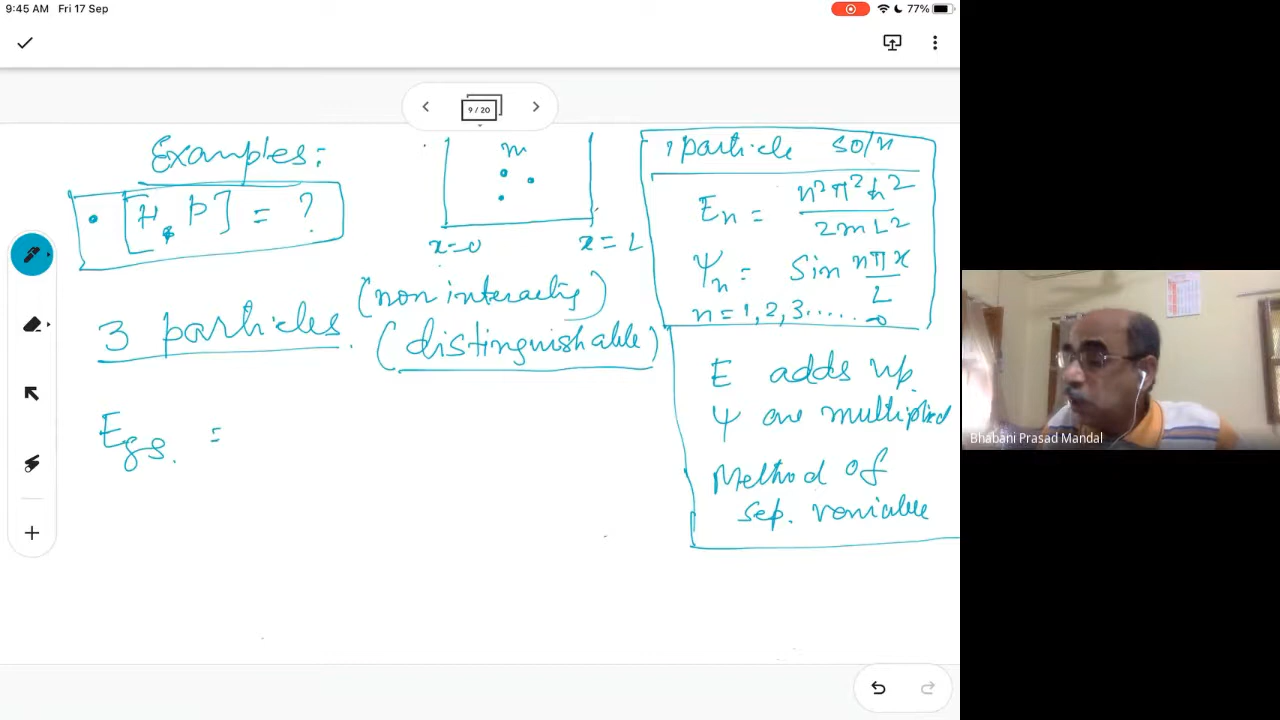 9:45 AM Fri 17 Sep
77%
9 / 20
Examples:
• [H, P] = ?
m
x=0
x = L
3 particles.
(non interactig)
(distinguishable)
Egs. =
1 particle soln
En = n²π²ħ² / 2mL²
ψn = Sin nπx / L
n = 1, 2, 3.....
E adds up.
ψ are multiplied
Method of
sep. variable
Bhabani Prasad Mandal